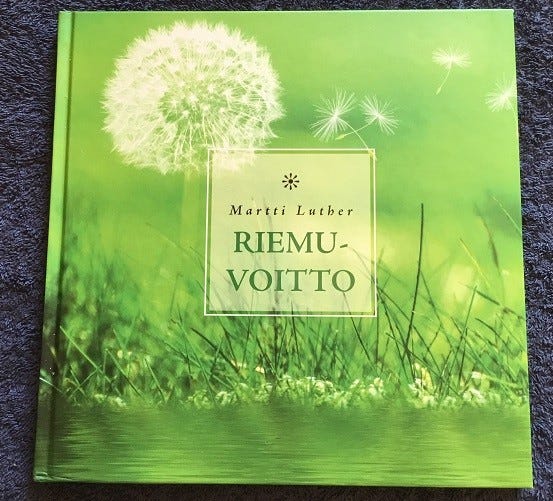 Martti Luther
RIEMU-
VOITTO